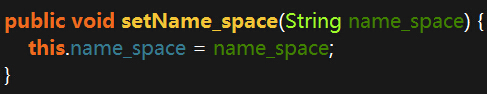 public void setName_space(String name_space) {
this.name_space = name_space;
}